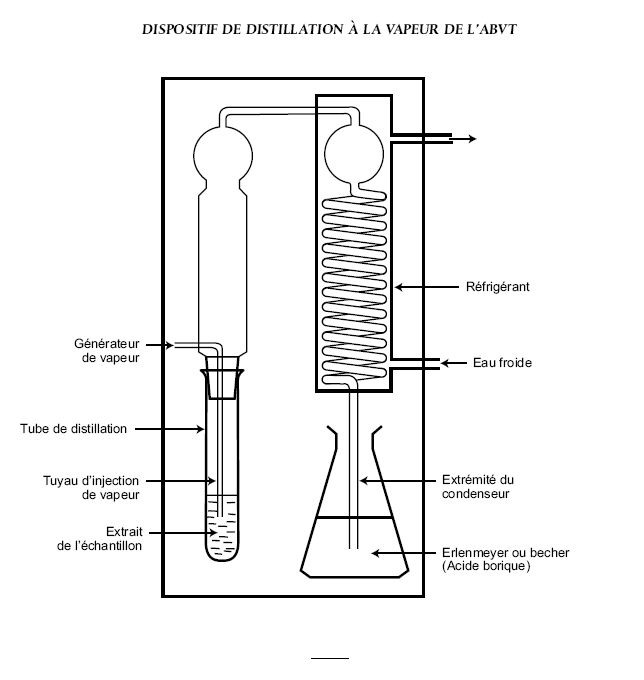 DISPOSITIF DE DISTILLATION À LA VAPEUR DE L'ABVT
Réfrigérant
Générateur
de vapeur
Eau froide
Tube de distillation
Tuyau d'injection
de vapeur
Extrémité du
condenseur
Extrait
de l'échantillon
Erlenmeyer ou becher
(Acide borique)